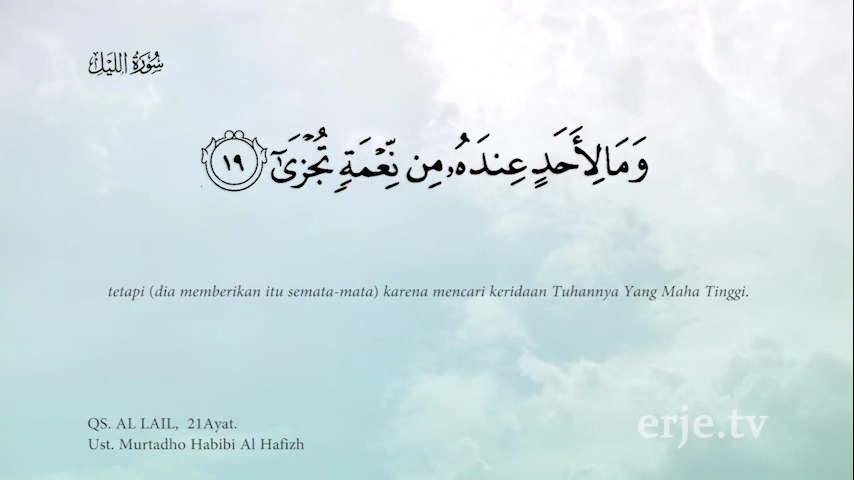 سُورَةُ اللَّيْلِ
وَمَا لِأَحَدٍ عِندَهُۥ مِن نِّعْمَةٍ تُجْزَىٰٓ ١٩
tetapi (dia memberikan itu semata-mata) karena mencari keridaan Tuhannya Yang Maha Tinggi.
QS. AL LAIL,  21Ayat.
Ust. Murtadho Habibi Al Hafizh
erje.tv